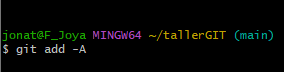 jonat@F_Joya MINGW64 ~/tallerGIT (main)
$ git add -A